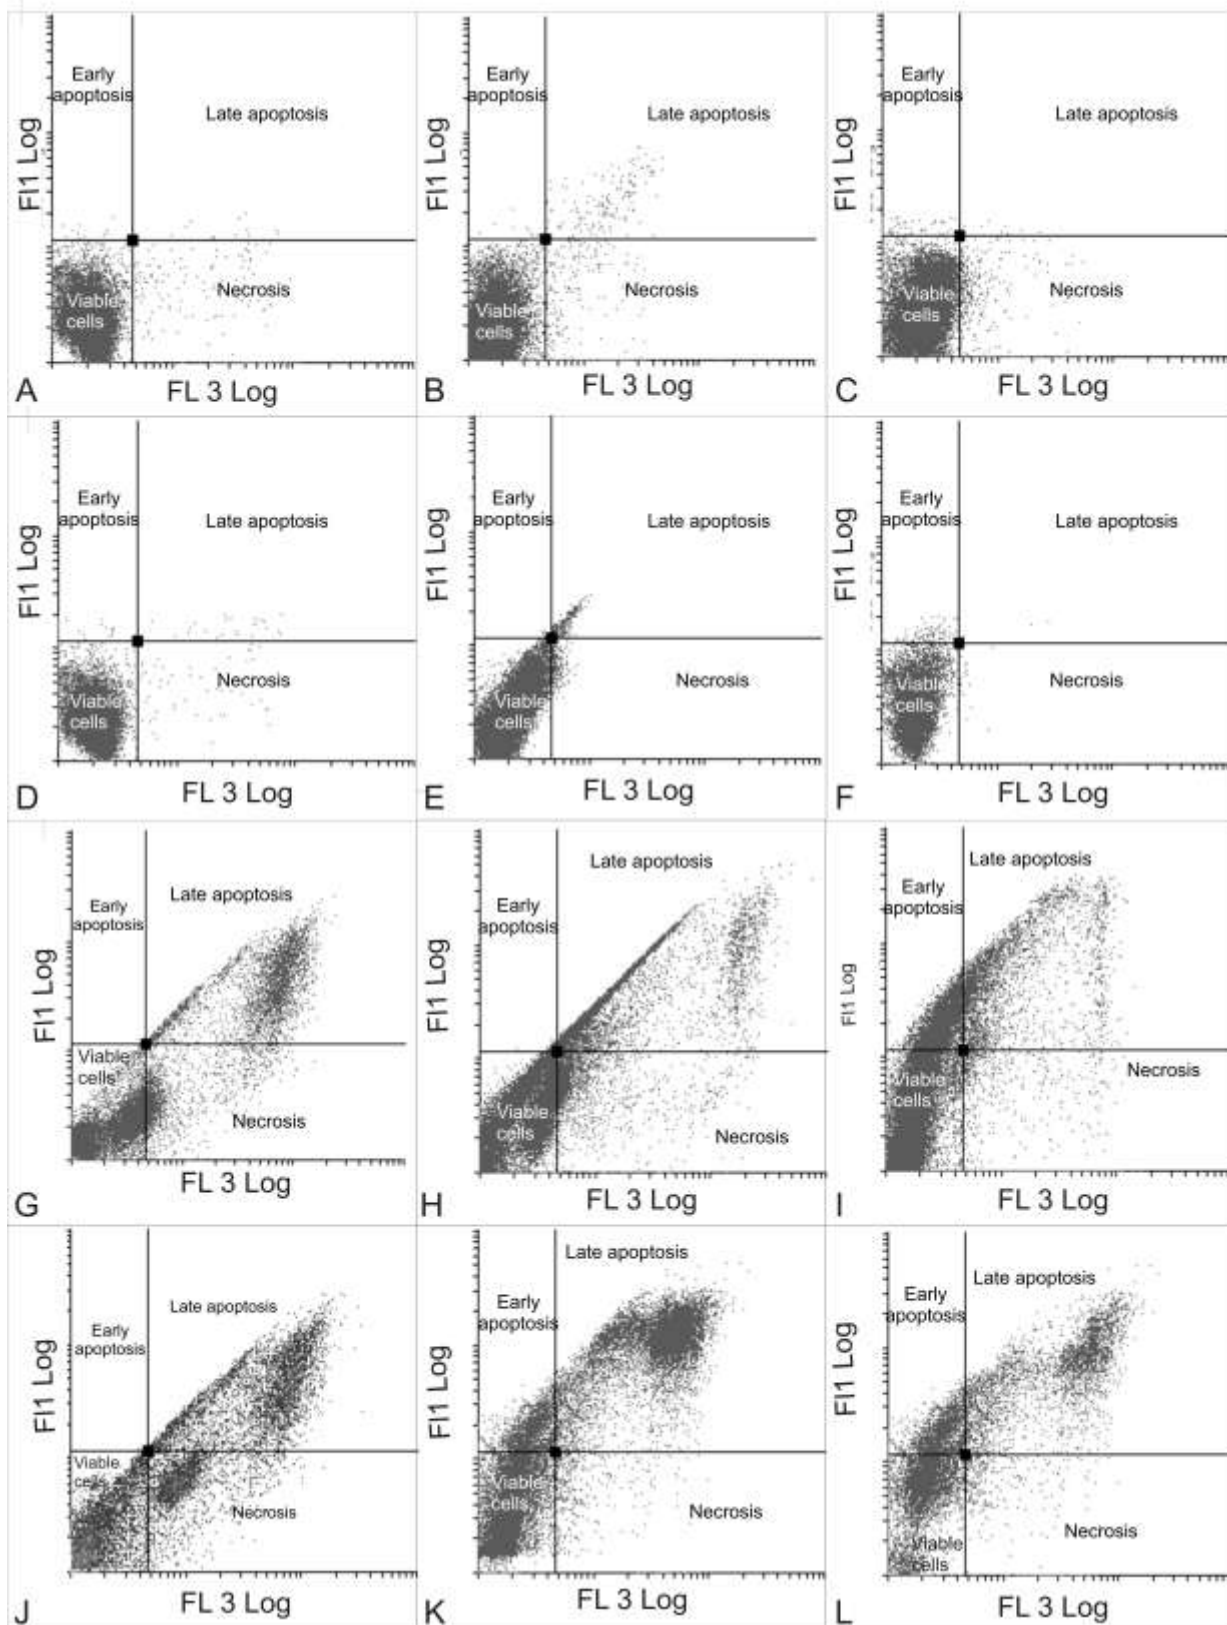 Early
apoptosis
Late apoptosis
Fl1 Log
Viable
cells
Necrosis
A
FL 3 Log
Early
apoptosis
Late apoptosis
Fl1 Log
Viable
cells
Necrosis
B
FL 3 Log
Early
apoptosis
Late apoptosis
Fl1 Log
Viable
cells
Necrosis
C
FL 3 Log
Early
apoptosis
Late apoptosis
Fl1 Log
Viable
cells
Necrosis
D
FL 3 Log
Early
apoptosis
Late apoptosis
Fl1 Log
Viable
cells
Necrosis
E
FL 3 Log
Early
apoptosis
Late apoptosis
Fl1 Log
Viable
cells
Necrosis
F
FL 3 Log
Late apoptosis
Early
apoptosis
Fl1 Log
Viable
cells
Necrosis
G
FL 3 Log
Late apoptosis
Early
apoptosis
Fl1 Log
Viable
cells
Necrosis
H
FL 3 Log
Late apoptosis
Early
apoptosis
Fl1 Log
Viable
cells
Necrosis
I
FL 3 Log
Late apoptosis
Early
apoptosis
Fl1 Log
Viable
cells
Necrosis
J
FL 3 Log
Late apoptosis
Early
apoptosis
Fl1 Log
Viable
cells
Necrosis
K
FL 3 Log
Late apoptosis
Early
apoptosis
Fl1 Log
Necrosis
Viable
cells
L
FL 3 Log